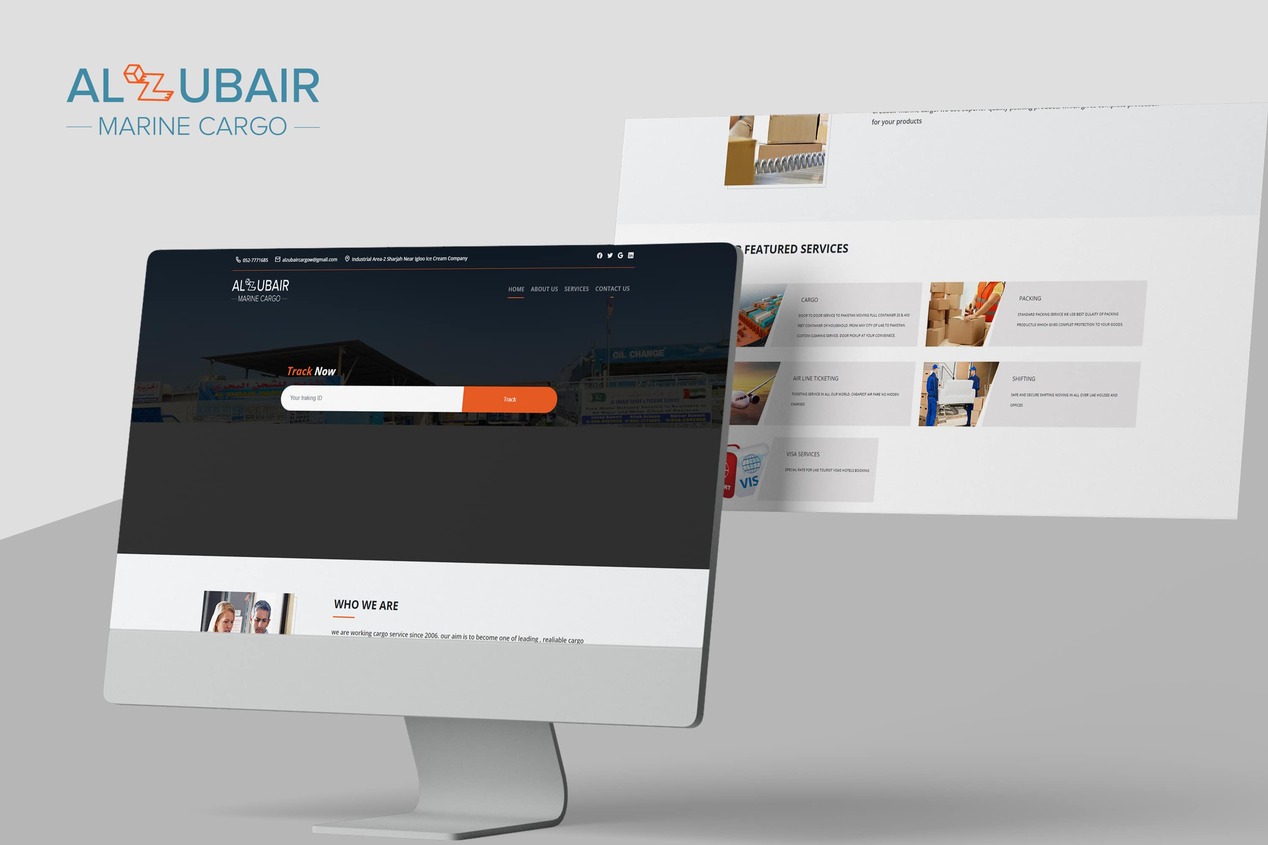 ALZUBAIR
MARINE CARGO
052-7771685
alzubaircargow@gmail.com
Industrial Area-2 Sharjah Near Igloo Ice Cream Company
ALZUBAIR
MARINE CARGO
HOME ABOUT US SERVICES CONTACT US
OIL CHANGE
Track Now
Your traking ID
Track
WHO WE ARE
we are working cargo service since 2006. our aim is to become one of leading , realiable cargo
for your products
FEATURED SERVICES
CARGO
DOOR TO DOOR SERVICE TO PAKISTAN MOVING FULL CONTAINER 20 & 40
FEET CONTAINER OF HOUSEHOLD. FROM ANY CITY OF UAE TO PAKISTAN.
CUSTOM CLEARING SERVICE. DOOR PICKUP AT YOUR CONVENIECE.
PACKING
STANDARD PACKING SERVICE WE USE BEST QULAITY OF PACKING
PRODUCTUS WHICH GIVES COMPLET PROTECTION TO YOUR GOODS.
AIR LINE TICKETING
TICKETING SERVICE IN ALL OUR WORLD. CHEAPEST AIR FARE NO HIDDEN
CHARGES
SHIFTING
SAFE AND SECURE SHIFTING MOVING IN ALL OVER UAE HOUSES AND
OFFICES
VISA SERVICES
SPECIAL RATE FOR UAE TOURIST VISAS HOTELS BOOKING
VIS